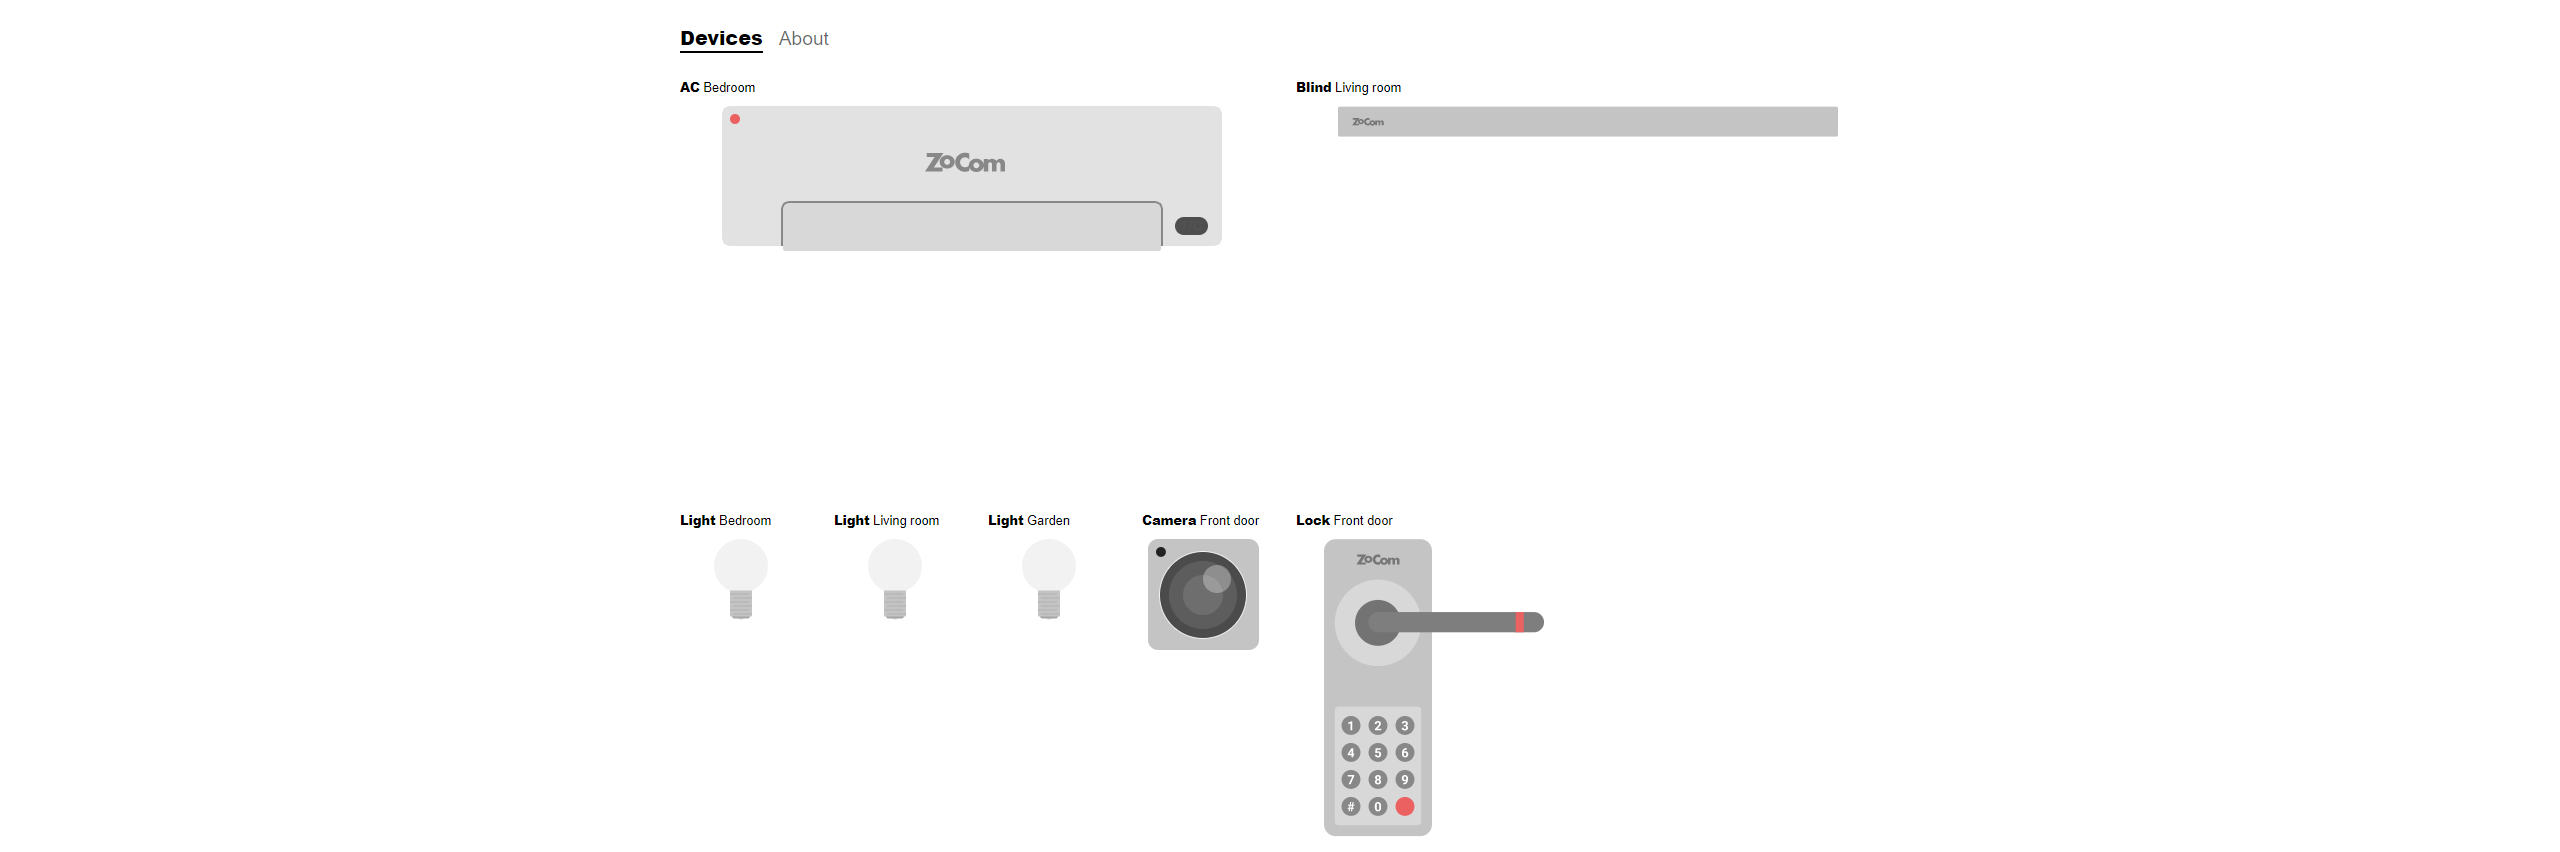 Devices About
AC Bedroom
ZoCom
Blind Living room
ZoCom
Light Bedroom
Light Living room
Light Garden
Camera Front door
Lock Front door
ZoCom
1 2 3
4 5 6
7 8 9
# 0